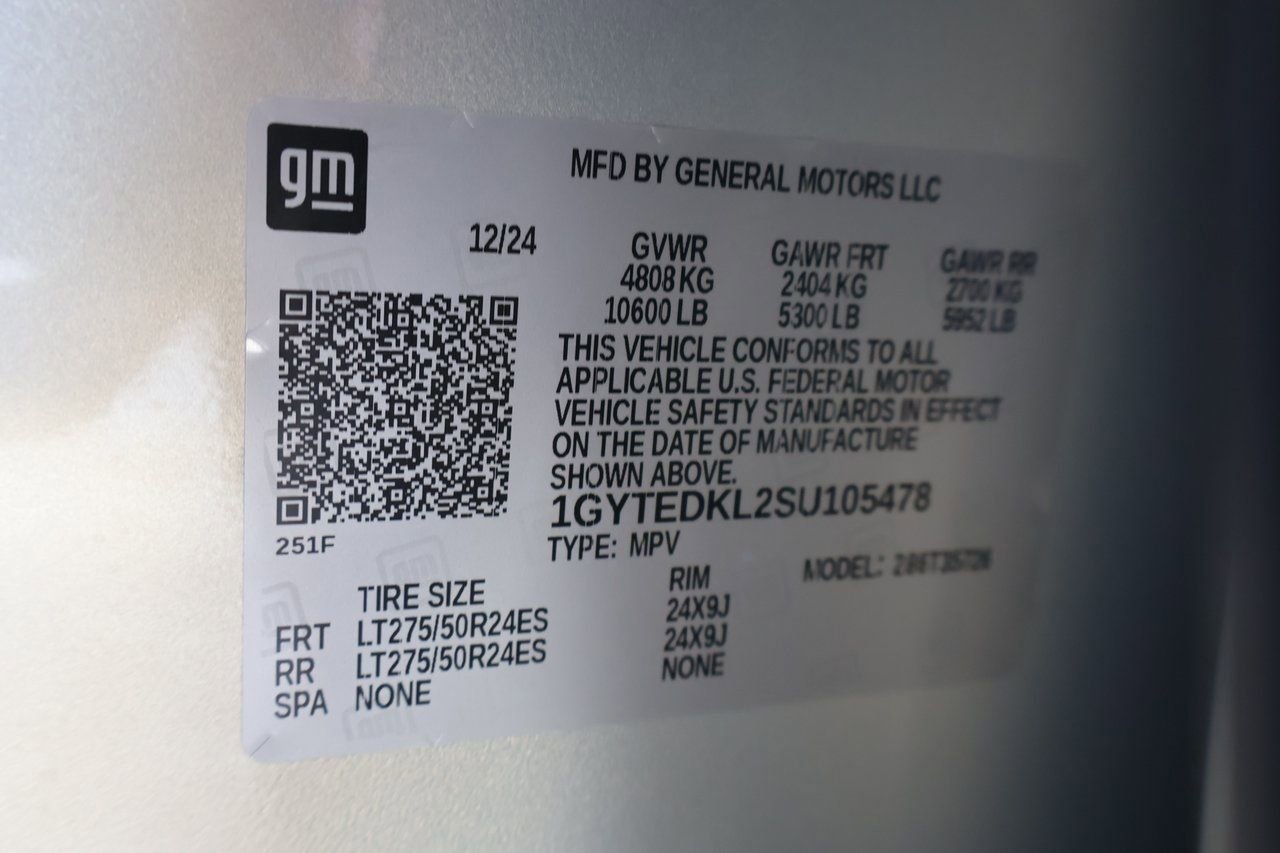 gm
MFD BY GENERAL MOTORS LLC
12/24
GVWR GAWR FRT GAWR RR
4808 KG 2404 KG 2700 KG
10600 LB 5300 LB 5952 LB
THIS VEHICLE CONFORMS TO ALL
APPLICABLE U.S. FEDERAL MOTOR
VEHICLE SAFETY STANDARDS IN EFFECT
ON THE DATE OF MANUFACTURE
SHOWN ABOVE.
1GYTEDKL2SU105478
251F
TYPE: MPV MODEL:
TIRE SIZE RIM
FRT LT275/50R24ES 24X9J
RR LT275/50R24ES 24X9J
SPA NONE NONE